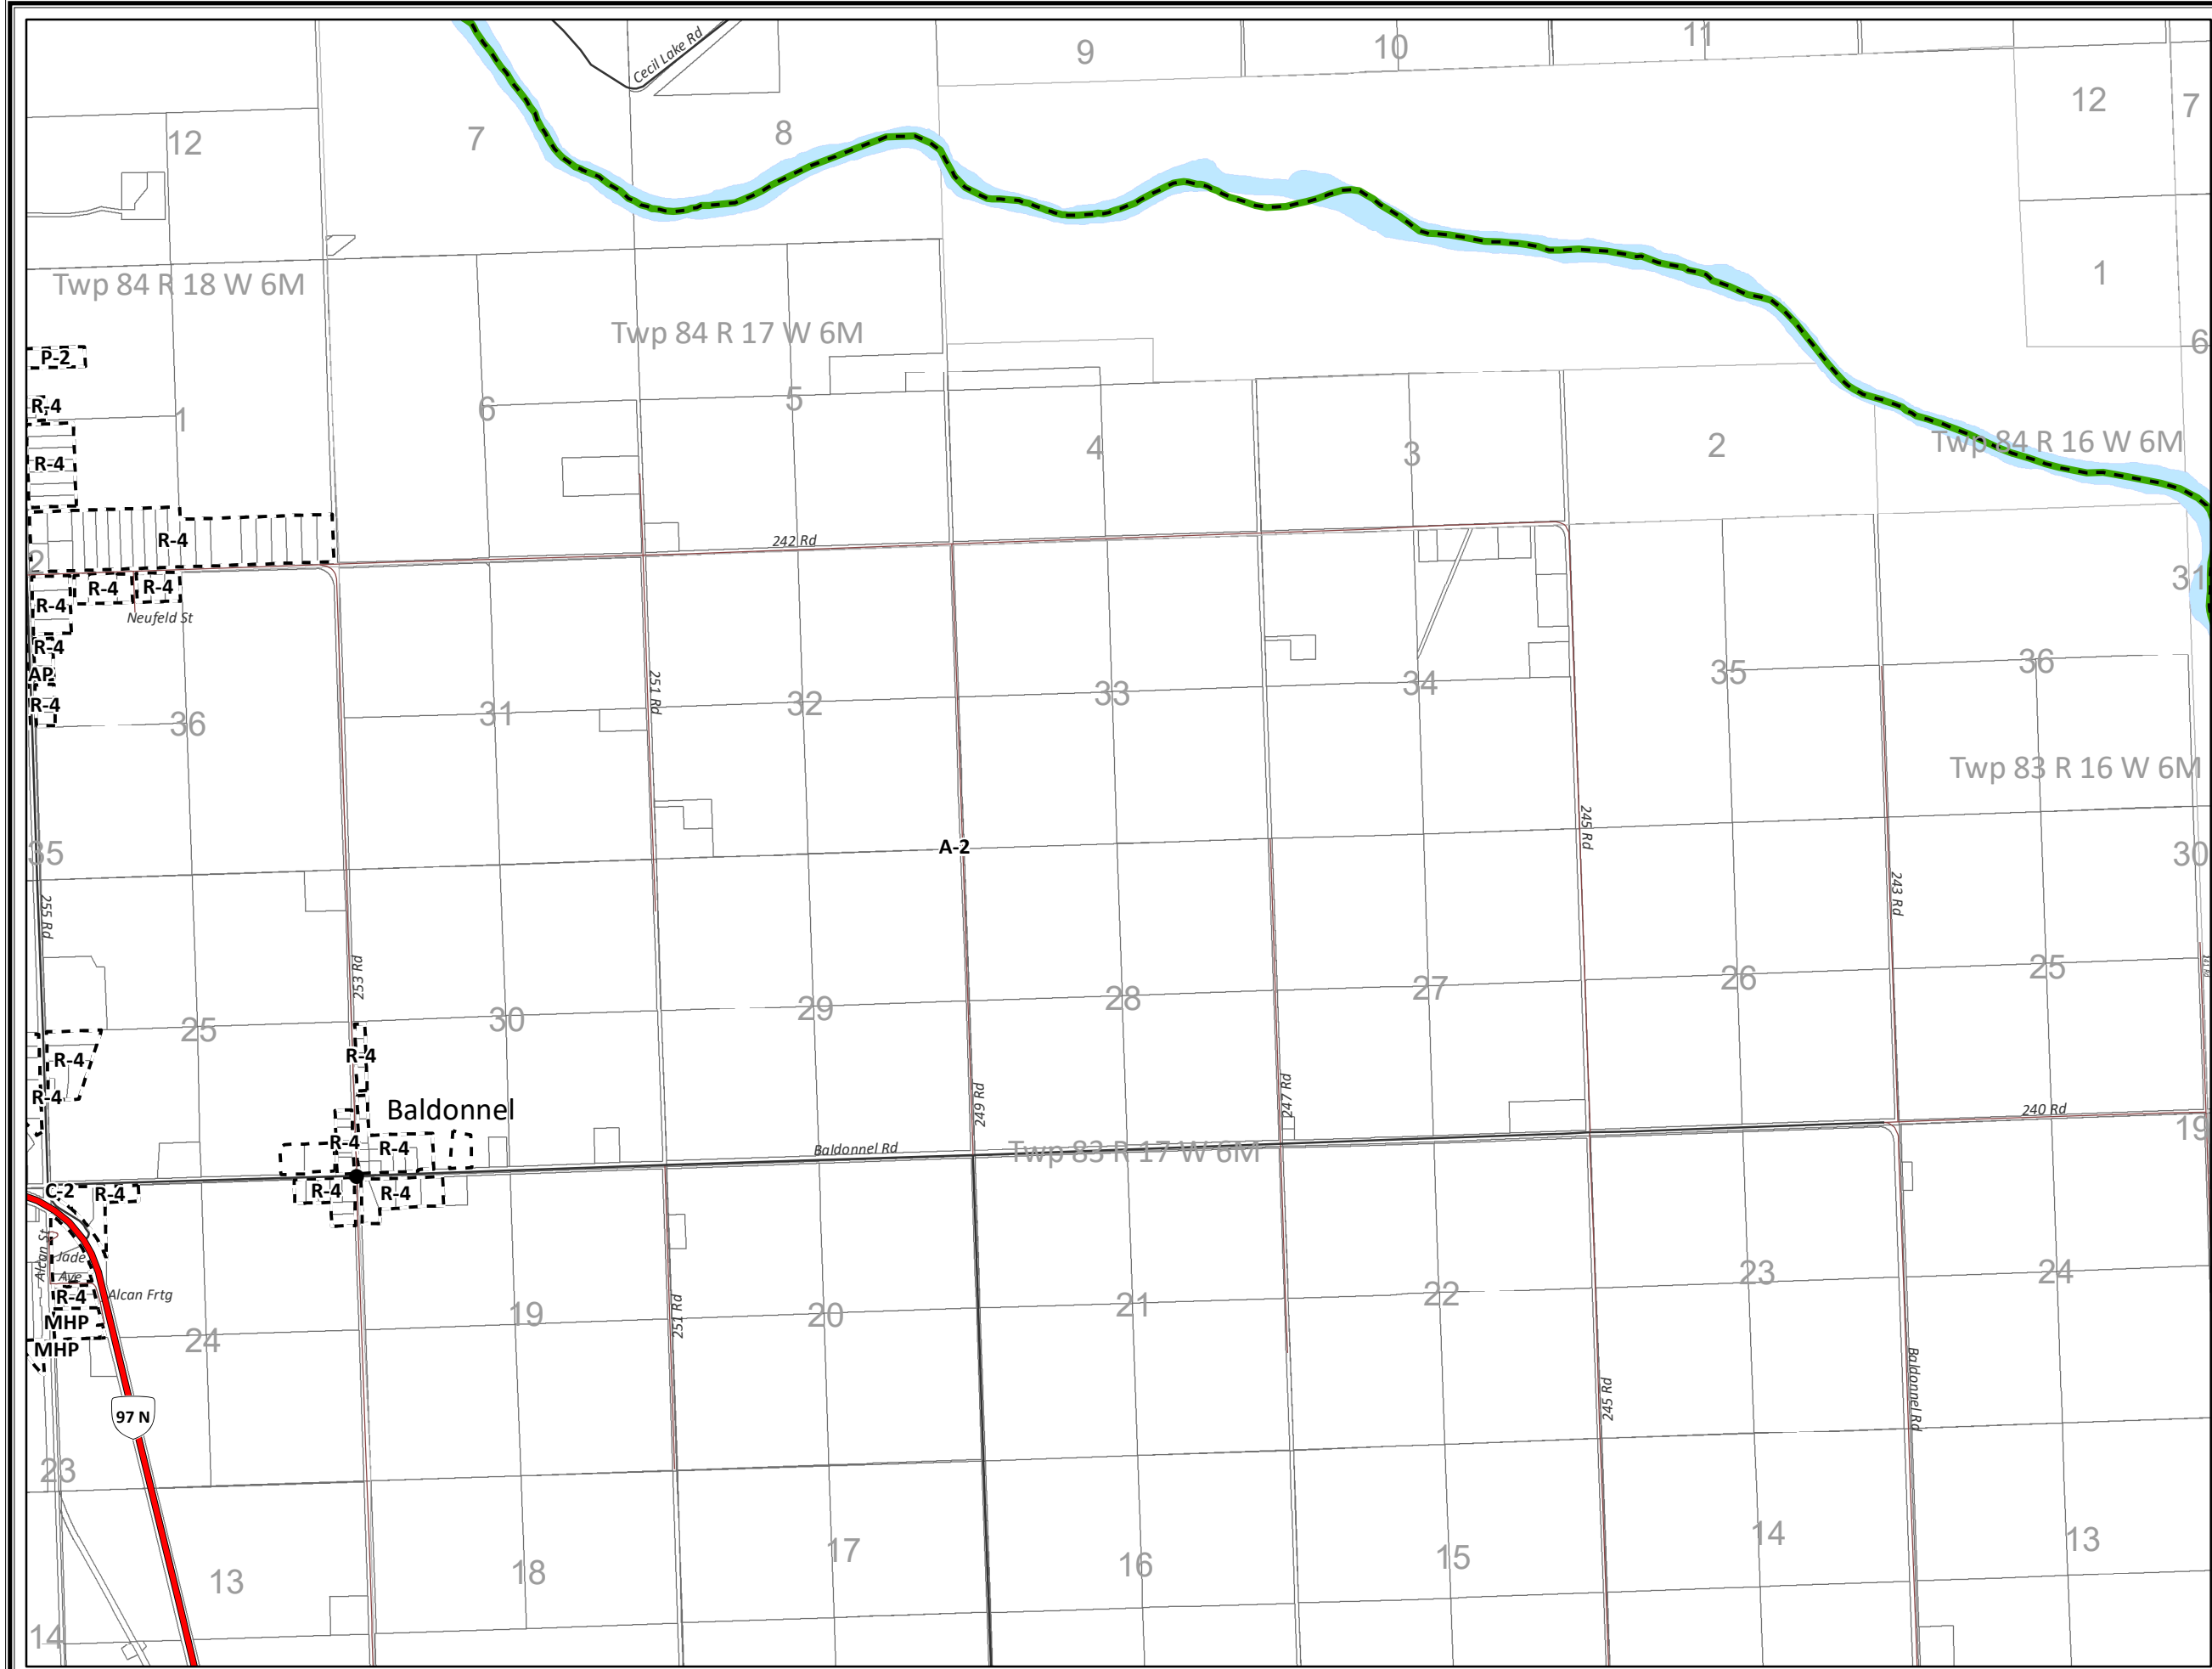 Cecil Lake Rd
9
10
11
12
7
8
12
7
Twp 84 R 18 W 6M
Twp 84 R 17 W 6M
1
6
P-2
R-4
1
6
5
4
3
2
Twp 84 R 16 W 6M
R-4
R-4
242 Rd
2
R-4
R-4
R-4
Neufeld St
31
R-4
AP
R-4
36
31
251 Rd
32
33
34
35
36
Twp 83 R 16 W 6M
A-2
245 Rd
35
30
255 Rd
243 Rd
253 Rd
25
30
29
28
27
26
25
241 Rd
R-4
R-4
R-4
Baldonnel
249 Rd
247 Rd
240 Rd
R-4
R-4
Baldonnel Rd
Twp 83 R 17 W 6M
19
C-2
R-4
R-4
R-4
Alcan St
Jade
Ave
R-4
Alcan Frtg
MHP
MHP
24
19
251 Rd
20
21
22
23
24
245 Rd
Baldonnel Rd
97 N
23
13
18
17
16
15
14
13
14